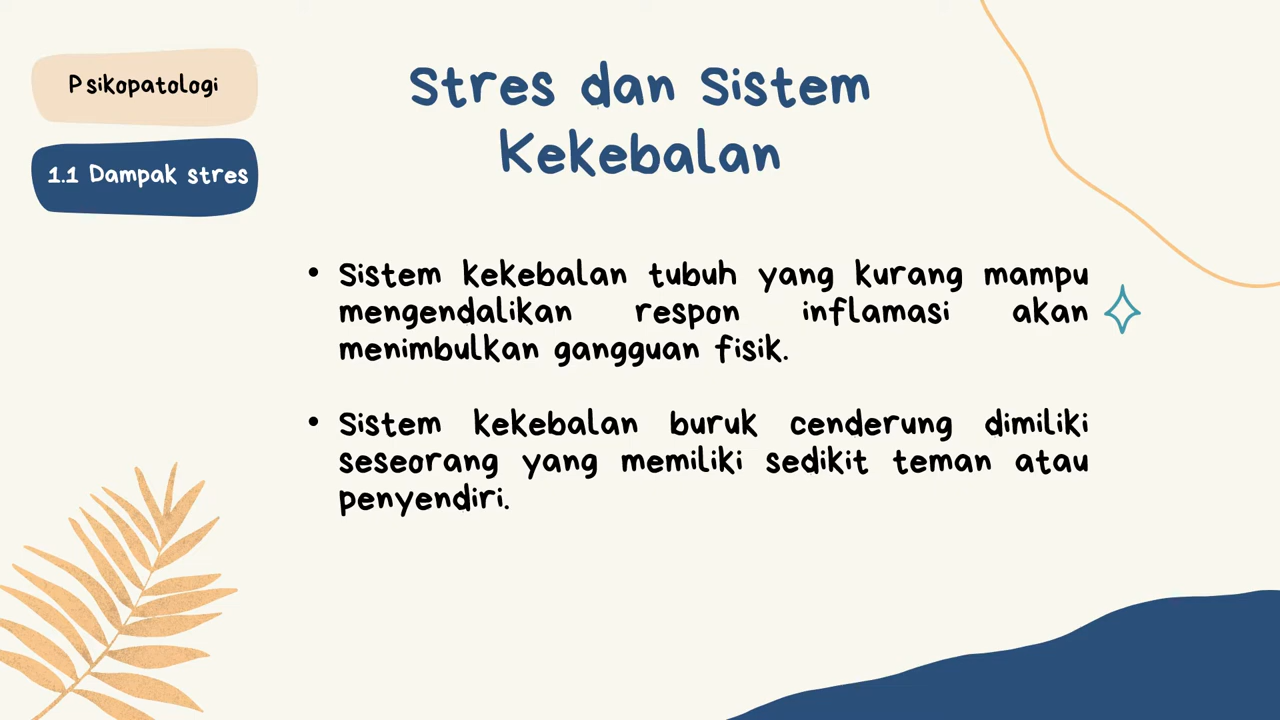 Psikopatologi
1.1 Dampak stres
Stres dan Sistem
Kekebalan
• Sistem kekebalan tubuh yang kurang mampu
mengendalikan respon inflamasi akan
menimbulkan gangguan fisik.
• Sistem kekebalan buruk cenderung dimiliki
seseorang yang memiliki sedikit teman atau
penyendiri.